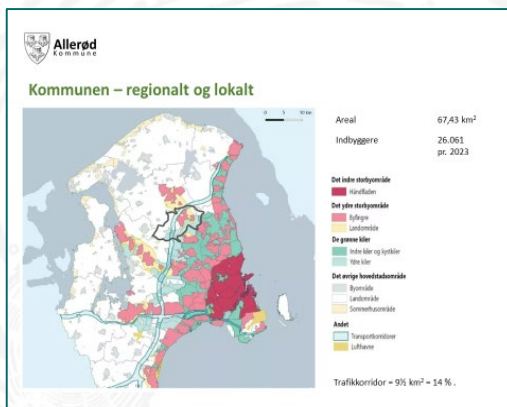 Allerød
Kommune
Kommunen – regionalt og lokalt
0 5 10 km
Areal 67,43 km²
Indbyggere 26.061
pr. 2023
Det indre storbyområde
Håndfladen
Det ydre storbyområde
Byfingre
Landområde
De grønne kiler
Indre kiler og kystkiler
Ydre kiler
Det øvrige hovedstadsområde
Byområde
Landområde
Sommerhusområde
Andet
Transportkorridorer
Lufthavne
Trafikkorridor = 9½ km² = 14 % .